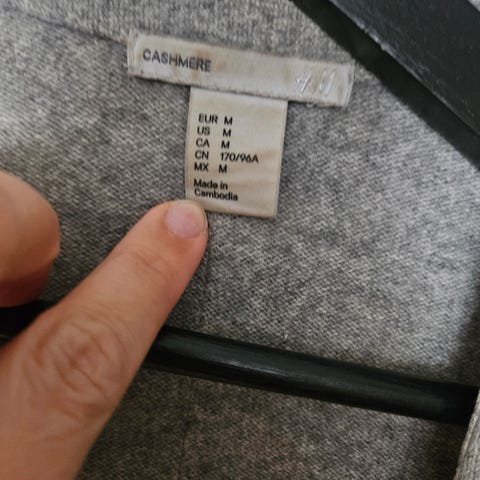 CASHMERE H&M
EUR M
US M
CA M
CN 170/96A
MX M
Made in
Cambodia